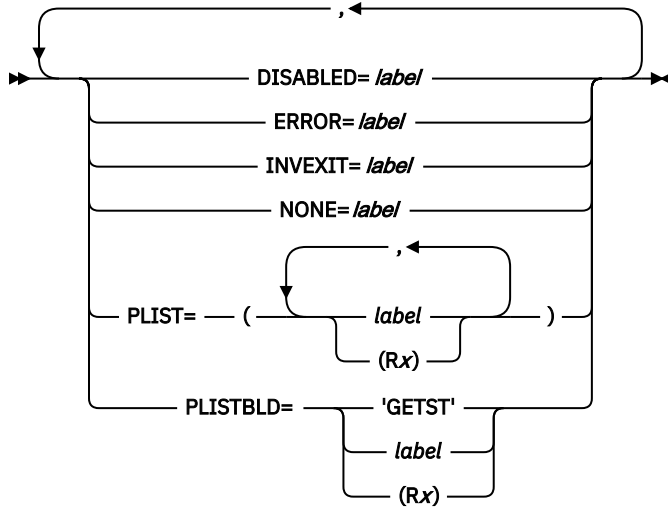 ,
DISABLED= label
ERROR= label
INVEXIT= label
NONE= label
,
PLIST= ( label )
(Rx)
PLISTBLD= 'GETST'
label
(Rx)